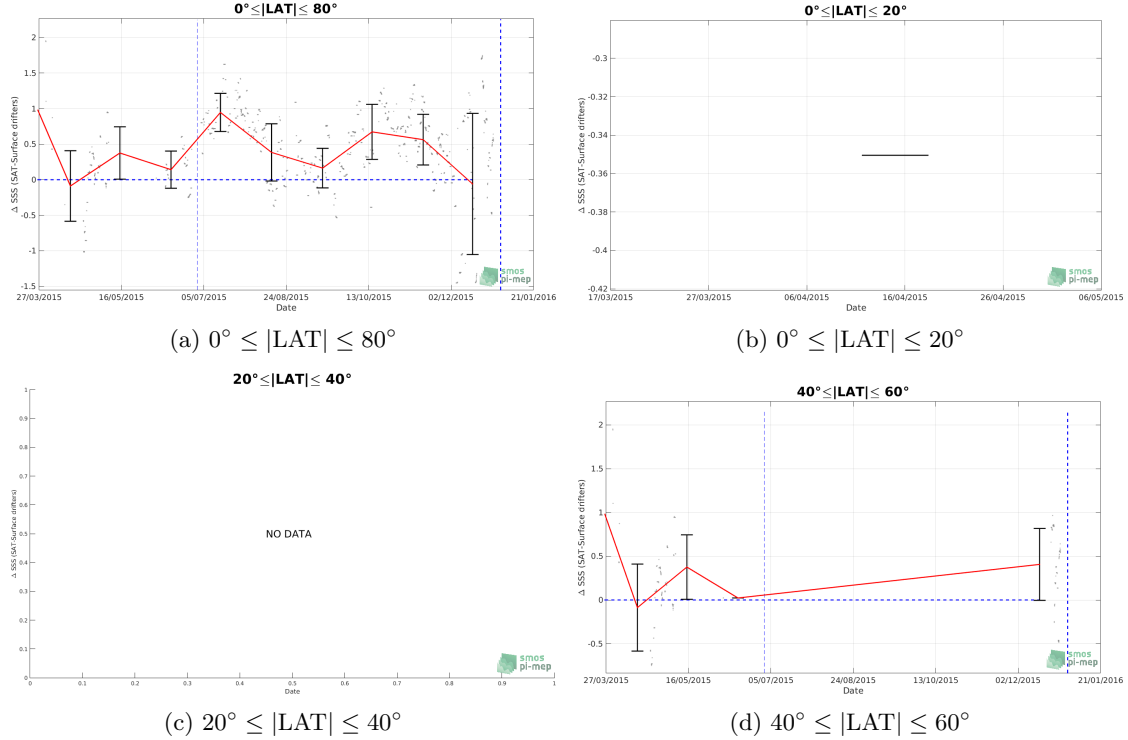 0°≤|LAT|≤ 80°
Δ SSS (SAT-Surface drifters)
2
1.5
1
0.5
0
-0.5
-1
-1.5
27/03/2015 16/05/2015 05/07/2015 24/08/2015 13/10/2015 02/12/2015 21/01/2016
Date
smos
pi-mep
(a) 0° ≤ |LAT| ≤ 80°
0°≤|LAT|≤ 20°
Δ SSS (SAT-Surface drifters)
-0.3
-0.32
-0.34
-0.36
-0.38
-0.4
-0.42
17/03/2015 27/03/2015 06/04/2015 16/04/2015 26/04/2015 06/05/2015
Date
smos
pi-mep
(b) 0° ≤ |LAT| ≤ 20°
20°≤|LAT|≤ 40°
Δ SSS (SAT-Surface drifters)
1
0.9
0.8
0.7
0.6
0.5
0.4
0.3
0.2
0.1
0
NO DATA
0 0.1 0.2 0.3 0.4 0.5 0.6 0.7 0.8 0.9 1
Date
smos
pi-mep
(c) 20° ≤ |LAT| ≤ 40°
40°≤|LAT|≤ 60°
Δ SSS (SAT-Surface drifters)
2
1.5
1
0.5
0
-0.5
27/03/2015 16/05/2015 05/07/2015 24/08/2015 13/10/2015 02/12/2015 21/01/2016
Date
smos
pi-mep
(d) 40° ≤ |LAT| ≤ 60°